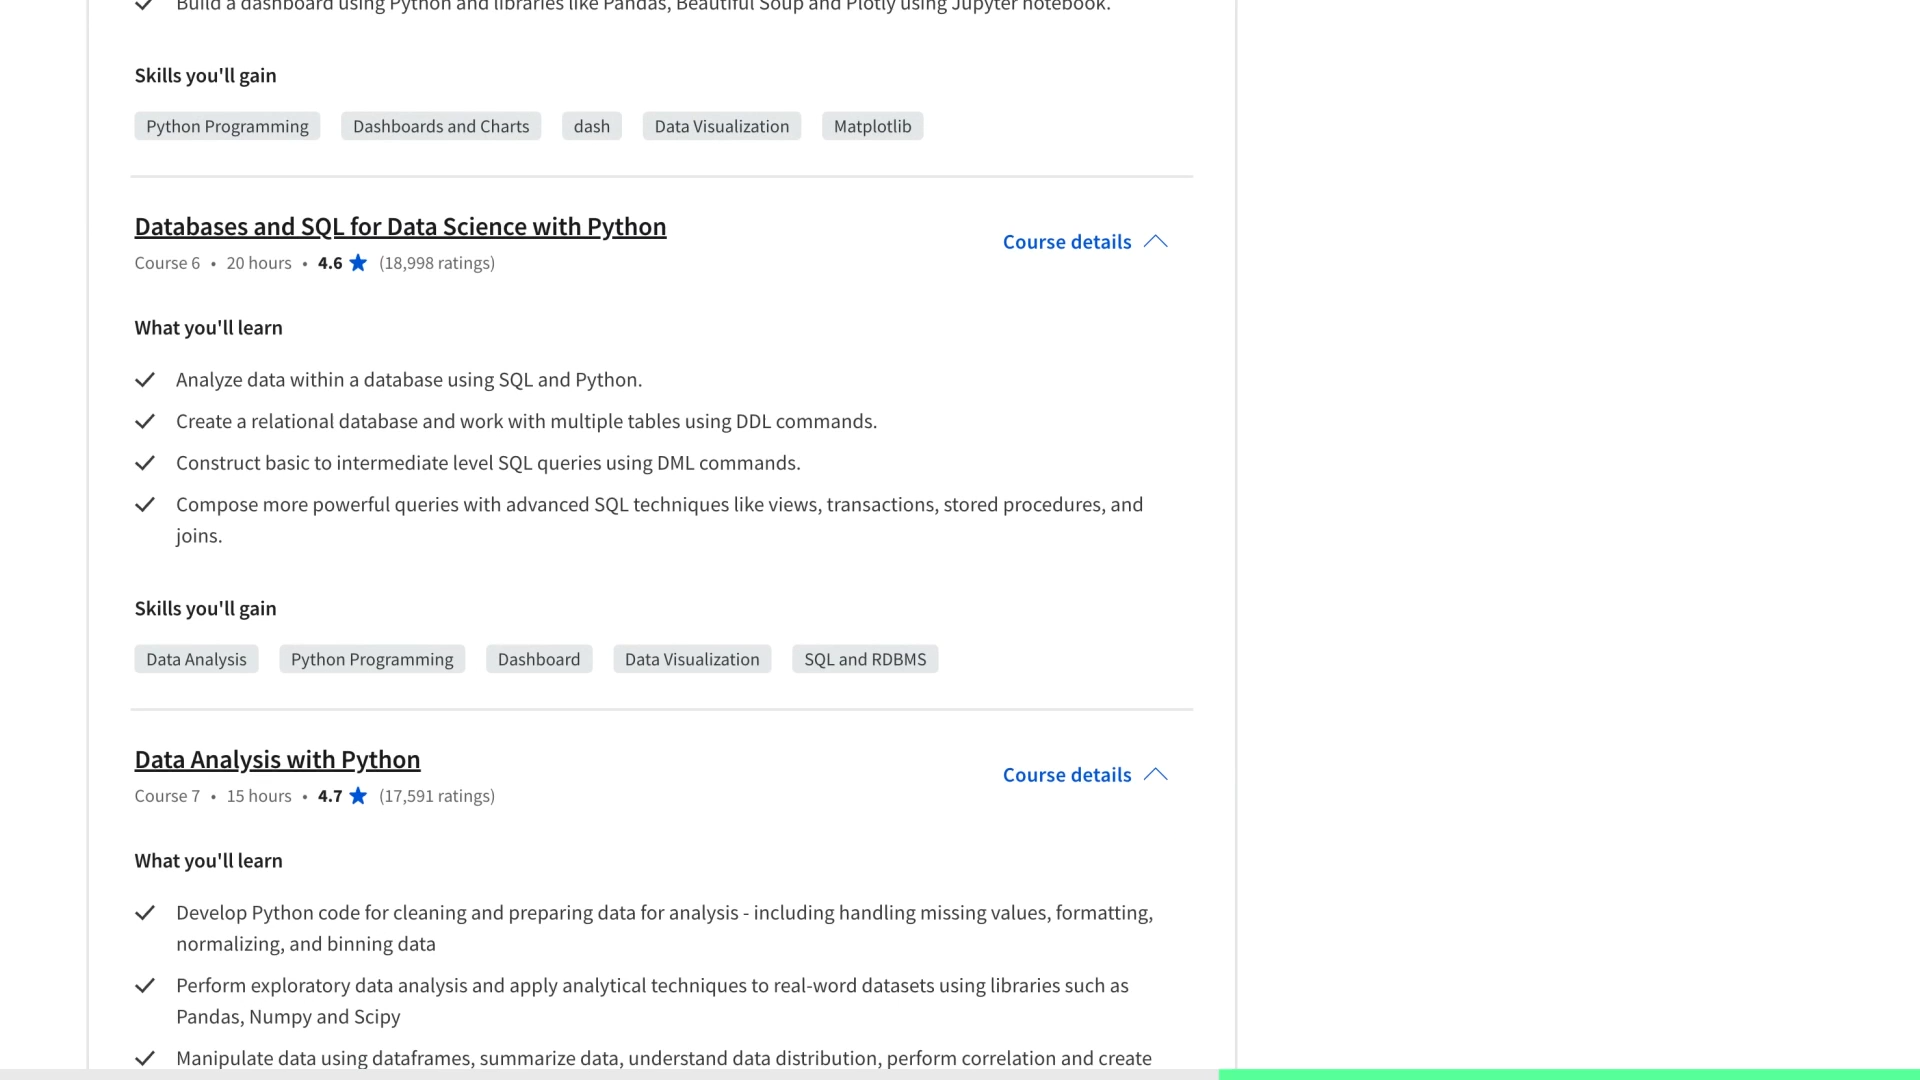 Build a dashboard using Python and libraries like Pandas, Beautiful Soup and Plotly using Jupyter notebook.
Skills you'll gain
Python Programming Dashboards and Charts dash Data Visualization Matplotlib
Databases and SQL for Data Science with Python
Course details
Course 6 • 20 hours • 4.6 ★ (18,998 ratings)
What you'll learn
Analyze data within a database using SQL and Python.
Create a relational database and work with multiple tables using DDL commands.
Construct basic to intermediate level SQL queries using DML commands.
Compose more powerful queries with advanced SQL techniques like views, transactions, stored procedures, and
joins.
Skills you'll gain
Data Analysis Python Programming Dashboard Data Visualization SQL and RDBMS
Data Analysis with Python
Course details
Course 7 • 15 hours • 4.7 ★ (17,591 ratings)
What you'll learn
Develop Python code for cleaning and preparing data for analysis - including handling missing values, formatting,
normalizing, and binning data
Perform exploratory data analysis and apply analytical techniques to real-word datasets using libraries such as
Pandas, Numpy and Scipy
Manipulate data using dataframes, summarize data, understand data distribution, perform correlation and create